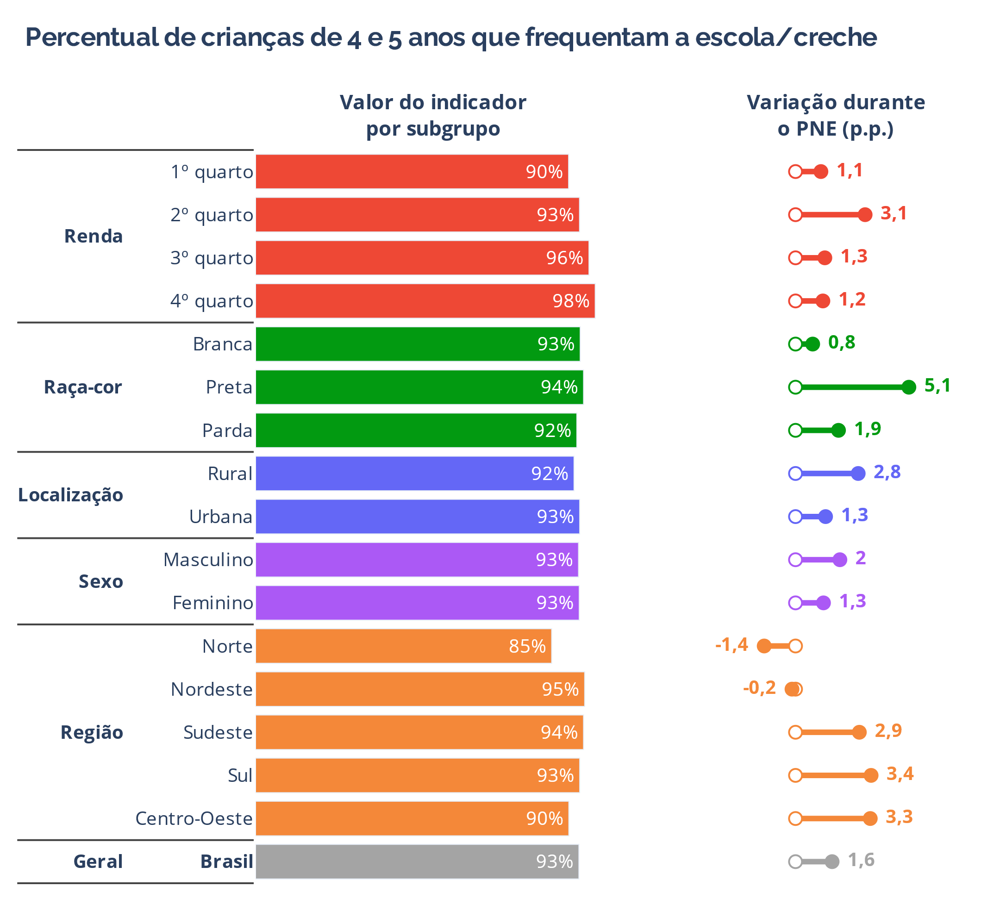 Percentual de crianças de 4 e 5 anos que frequentam a escola/creche
Valor do indicador
por subgrupo
Variação durante
o PNE (p.p.)
Renda
1º quarto 90% 1,1
2º quarto 93% 3,1
3º quarto 96% 1,3
4º quarto 98% 1,2
Raça-cor
Branca 93% 0,8
Preta 94% 5,1
Parda 92% 1,9
Localização
Rural 92% 2,8
Urbana 93% 1,3
Sexo
Masculino 93% 2
Feminino 93% 1,3
Região
Norte 85% -1,4
Nordeste 95% -0,2
Sudeste 94% 2,9
Sul 93% 3,4
Centro-Oeste 90% 3,3
Geral Brasil 93% 1,6